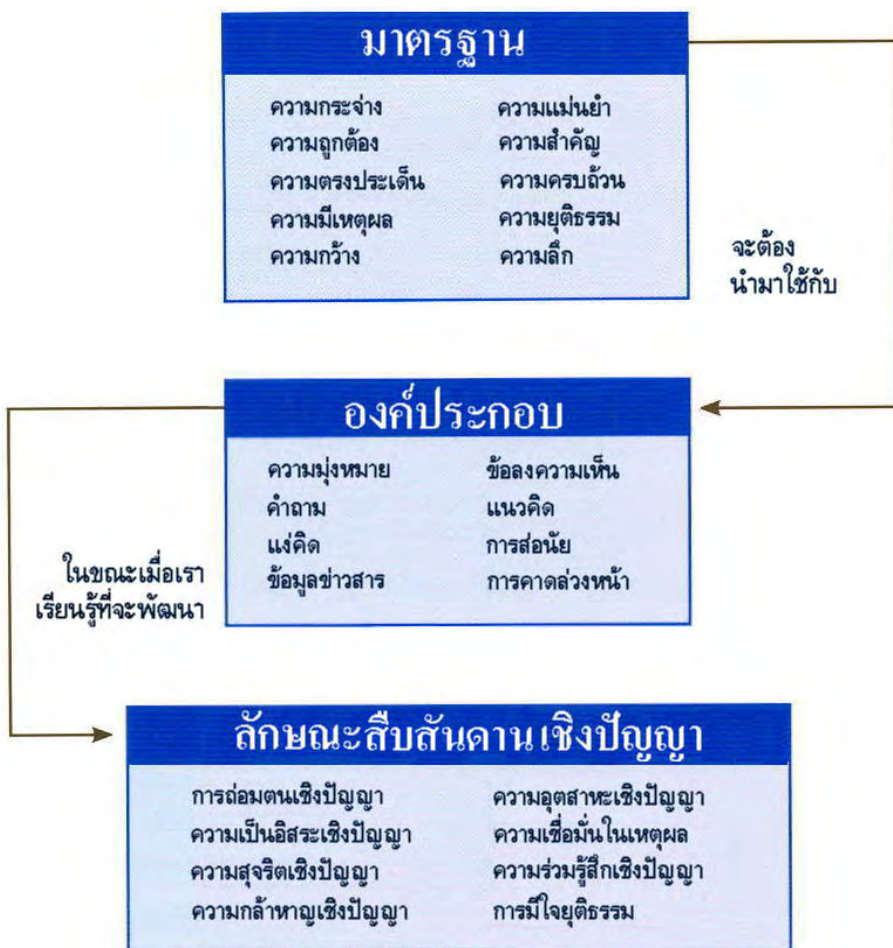 มาตรฐาน
ความกระจ่าง ความแม่นยำ
ความถูกต้อง ความสำคัญ
ความตรงประเด็น ความครบถ้วน
ความมีเหตุผล ความยุติธรรม
ความกว้าง ความลึก
จะต้อง
นำมาใช้กับ
องค์ประกอบ
ความมุ่งหมาย ข้อลงความเห็น
คำถาม แนวคิด
แง่คิด การส่อนัย
ข้อมูลข่าวสาร การคาดล่วงหน้า
ในขณะเมื่อเรา
เรียนรู้ที่จะพัฒนา
ลักษณะสืบสันดานเชิงปัญญา
การถ่อมตนเชิงปัญญา ความอุตสาหะเชิงปัญญา
ความเป็นอิสระเชิงปัญญา ความเชื่อมั่นในเหตุผล
ความสุจริตเชิงปัญญา ความร่วมรู้สึกเชิงปัญญา
ความกล้าหาญเชิงปัญญา การมีใจยุติธรรม